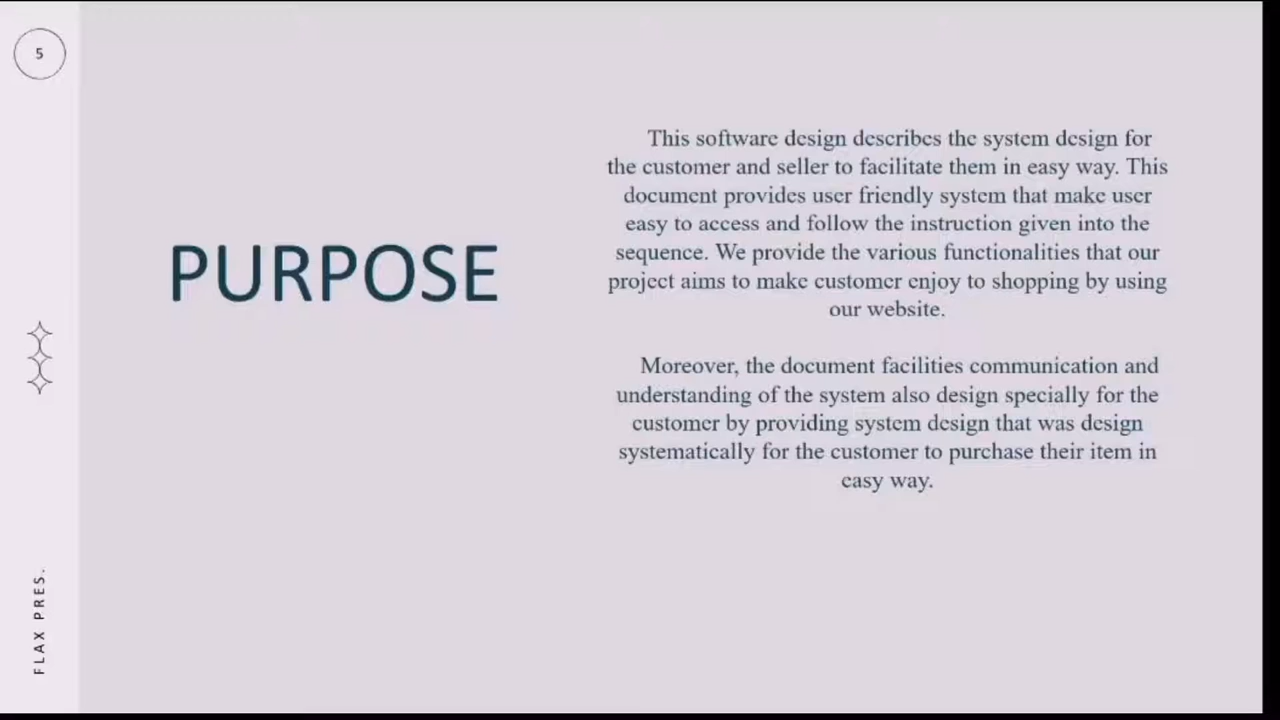 5
PURPOSE
This software design describes the system design for
the customer and seller to facilitate them in easy way. This
document provides user friendly system that make user
easy to access and follow the instruction given into the
sequence. We provide the various functionalities that our
project aims to make customer enjoy to shopping by using
our website.
Moreover, the document facilities communication and
understanding of the system also design specially for the
customer by providing system design that was design
systematically for the customer to purchase their item in
easy way.
FLAX PRES.